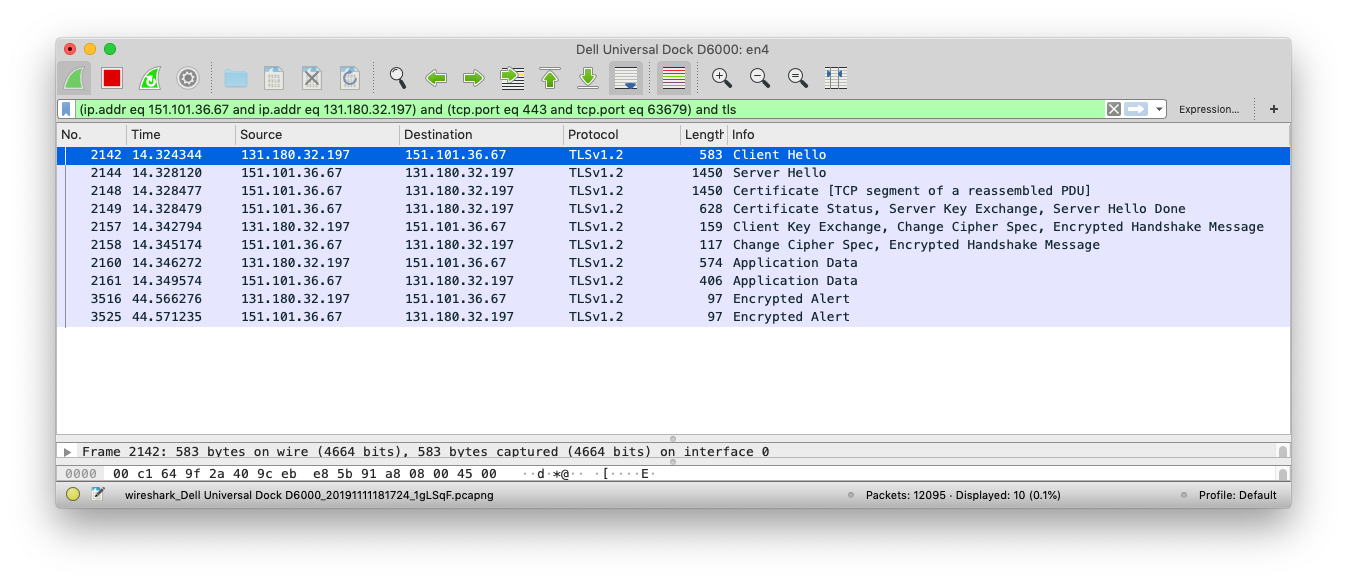 Dell Universal Dock D6000: en4
(ip.addr eq 151.101.36.67 and ip.addr eq 131.180.32.197) and (tcp.port eq 443 and tcp.port eq 63679) and tls Expression... +
No. Time Source Destination Protocol Length Info
2142 14.324344 131.180.32.197 151.101.36.67 TLSv1.2 583 Client Hello
2144 14.328120 151.101.36.67 131.180.32.197 TLSv1.2 1450 Server Hello
2148 14.328477 151.101.36.67 131.180.32.197 TLSv1.2 1450 Certificate [TCP segment of a reassembled PDU]
2149 14.328479 151.101.36.67 131.180.32.197 TLSv1.2 628 Certificate Status, Server Key Exchange, Server Hello Done
2157 14.342794 131.180.32.197 151.101.36.67 TLSv1.2 159 Client Key Exchange, Change Cipher Spec, Encrypted Handshake Message
2158 14.345174 151.101.36.67 131.180.32.197 TLSv1.2 117 Change Cipher Spec, Encrypted Handshake Message
2160 14.346272 131.180.32.197 151.101.36.67 TLSv1.2 574 Application Data
2161 14.349574 151.101.36.67 131.180.32.197 TLSv1.2 406 Application Data
3516 44.566276 131.180.32.197 151.101.36.67 TLSv1.2 97 Encrypted Alert
3525 44.571235 151.101.36.67 131.180.32.197 TLSv1.2 97 Encrypted Alert
Frame 2142: 583 bytes on wire (4664 bits), 583 bytes captured (4664 bits) on interface 0
0000 00 c1 64 9f 2a 40 9c eb e8 5b 91 a8 08 00 45 00 ··d·*@·· ·[····E·
wireshark_Dell Universal Dock D6000_20191111181724_1gLSqF.pcapng Packets: 12095 · Displayed: 10 (0.1%) Profile: Default